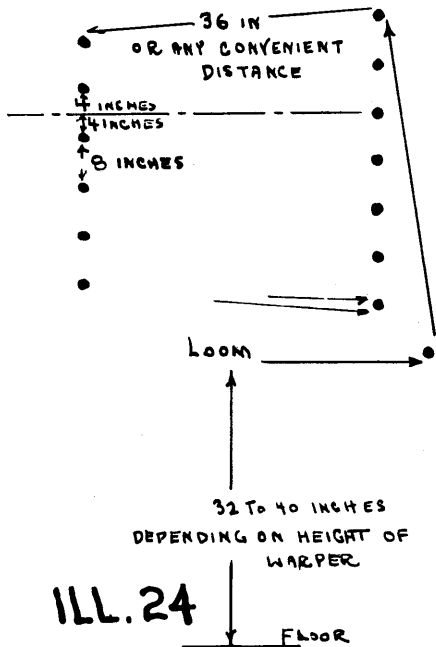 36 IN
OR ANY CONVENIENT
DISTANCE
4 INCHES
4 INCHES
8 INCHES
LOOM
32 TO 40 INCHES
DEPENDING ON HEIGHT OF
WARPER
ILL. 24
FLOOR